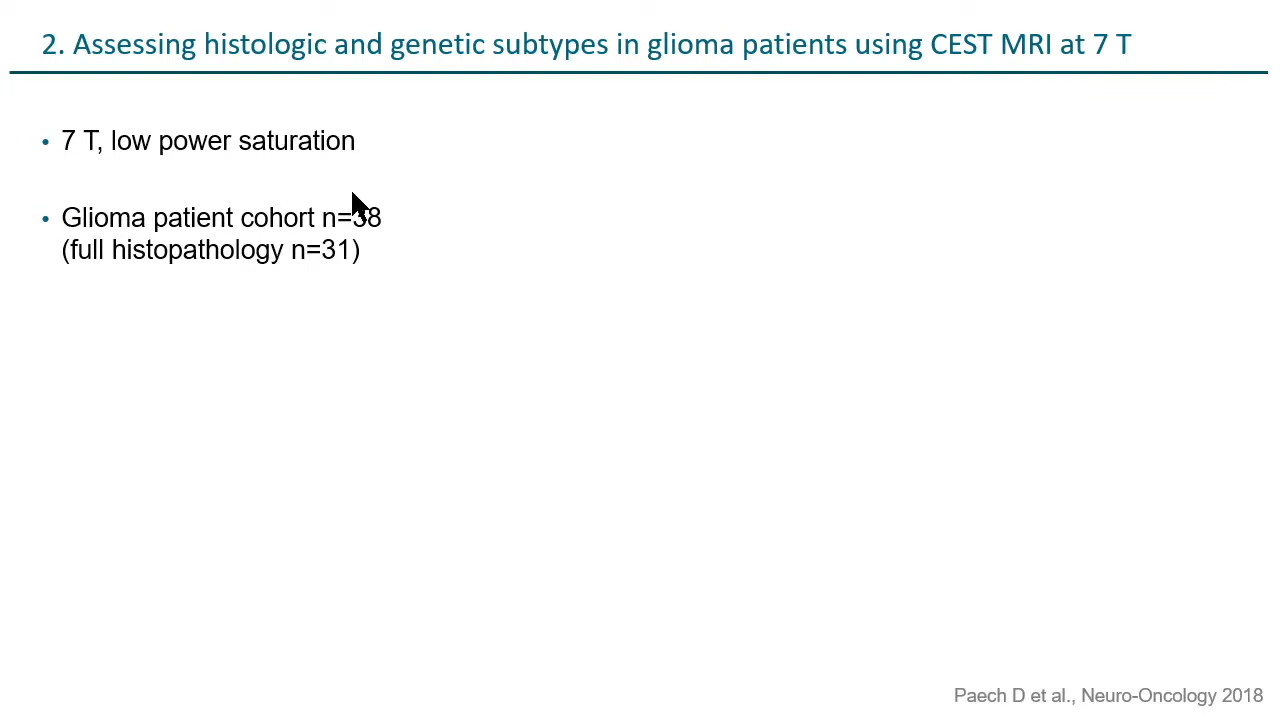 2. Assessing histologic and genetic subtypes in glioma patients using CEST MRI at 7 T
• 7 T, low power saturation
• Glioma patient cohort n=38
(full histopathology n=31)
Paech D et al., Neuro-Oncology 2018